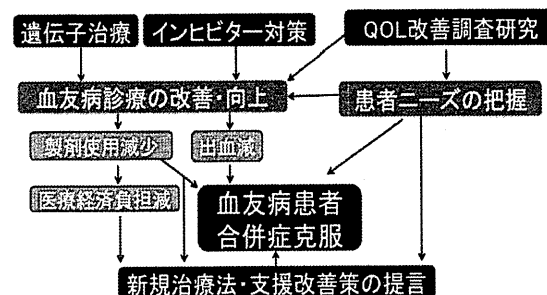 遺伝子治療
インヒビター対策
QOL改善調査研究
血友病診療の改善・向上
患者ニーズの把握
製剤使用減少
出血減
医療経済負担減
血友病患者
合併症克服
新規治療法・支援改善策の提言